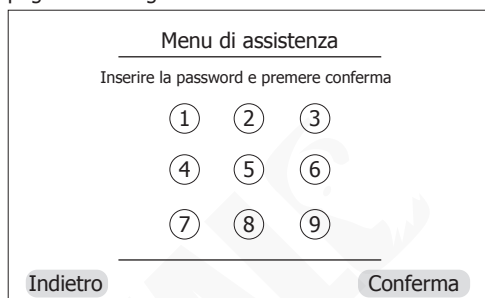 Menu di assistenza
Inserire la password e premere conferma
1 2 3
4 5 6
7 8 9
Indietro Conferma